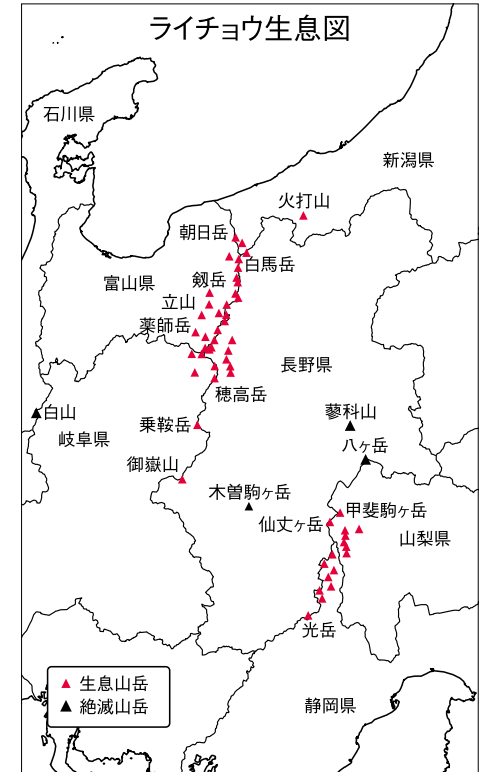 ライチョウ生息図
石川県
新潟県
火打山
朝日岳
白馬岳
富山県
剱岳
立山
薬師岳
長野県
穂高岳
白山
乗鞍岳
蓼科山
岐阜県
八ヶ岳
御嶽山
木曽駒ヶ岳
甲斐駒ヶ岳
仙丈ヶ岳
山梨県
光岳
生息山岳
絶滅山岳
静岡県